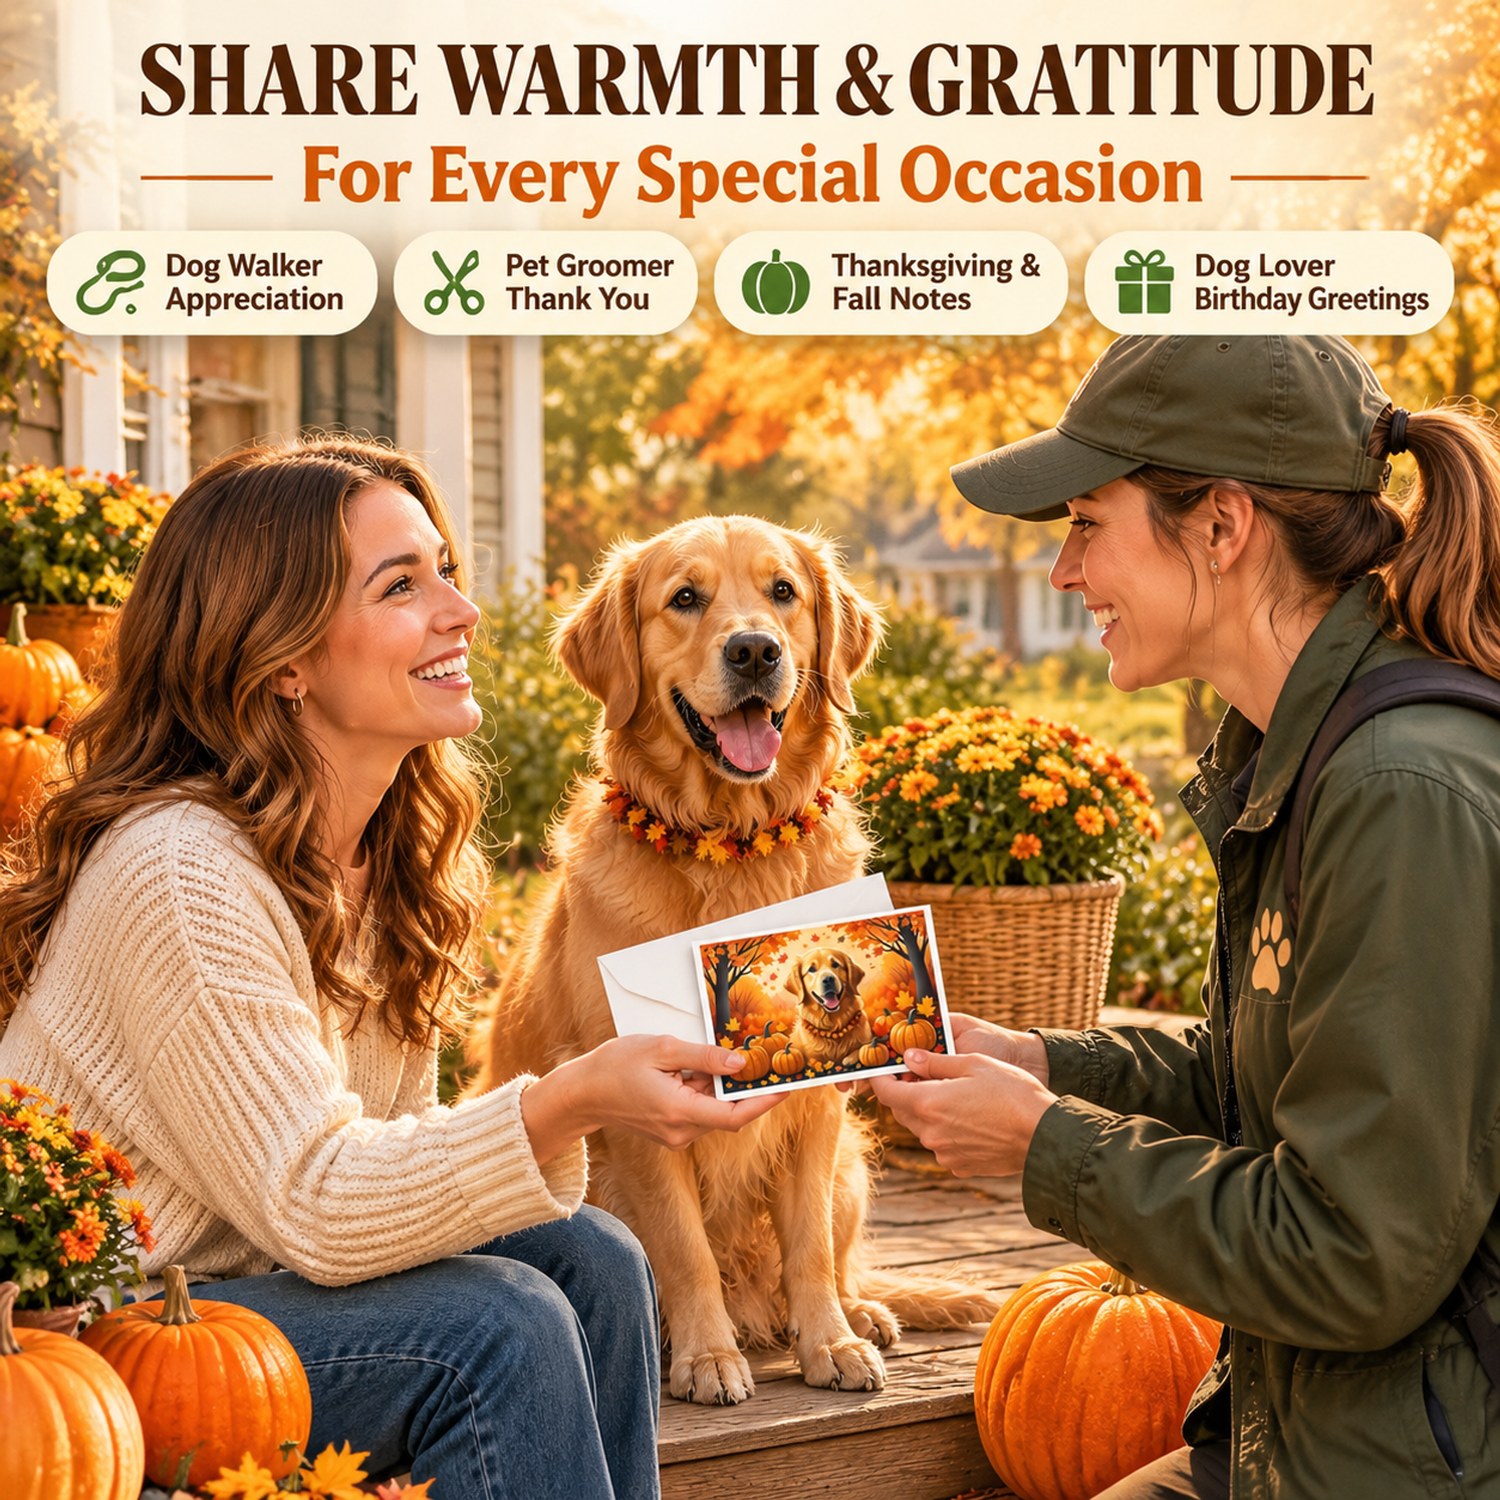 SHARE WARMTH & GRATITUDE
For Every Special Occasion
Dog Walker
Appreciation
Pet Groomer
Thank You
Thanksgiving &
Fall Notes
Dog Lover
Birthday Greetings